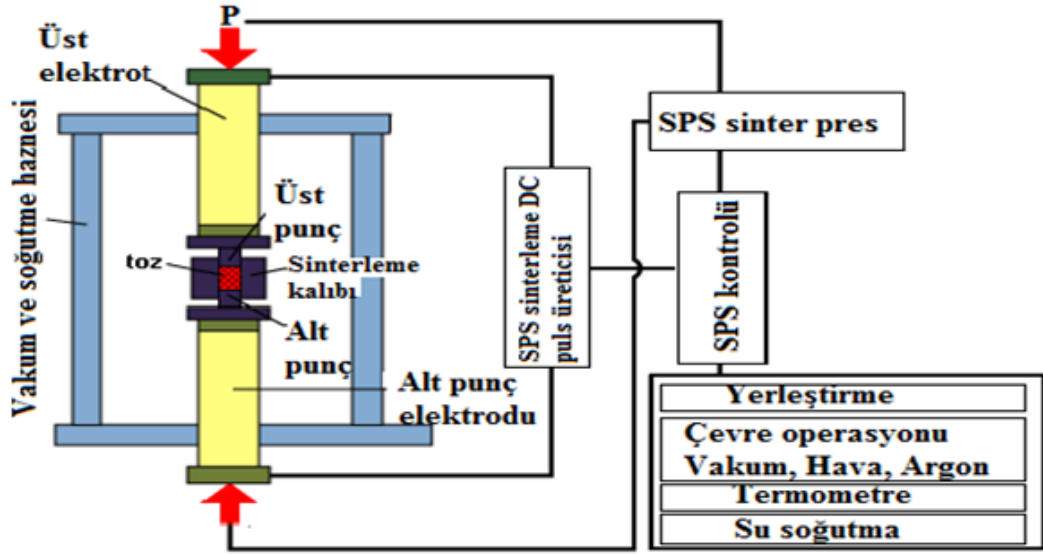 P
Üst
elektrot
Vakum ve soğutme haznesi
Üst
punç
toz
Sinterleme
kalıbı
Alt
punç
Alt punç
elektrodu
SPS sinterleme DC
puls üreticisi
SPS sinter pres
SPS kontrolü
Yerleştirme
Çevre operasyonu
Vakum, Hava, Argon
Termometre
Su soğutma